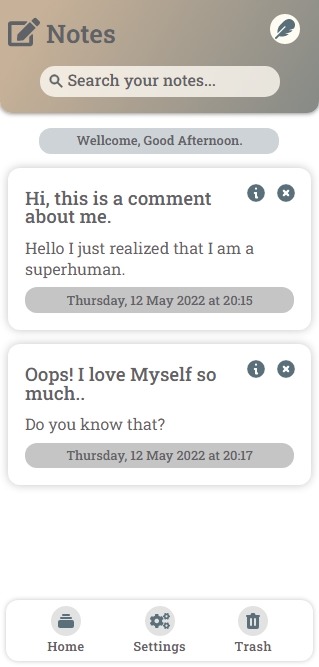 Notes
Search your notes...
Wellcome, Good Afternoon.
Hi, this is a comment
about me.
Hello I just realized that I am a
superhuman.
Thursday, 12 May 2022 at 20:15
Oops! I love Myself so
much..
Do you know that?
Thursday, 12 May 2022 at 20:17
Home
Settings
Trash